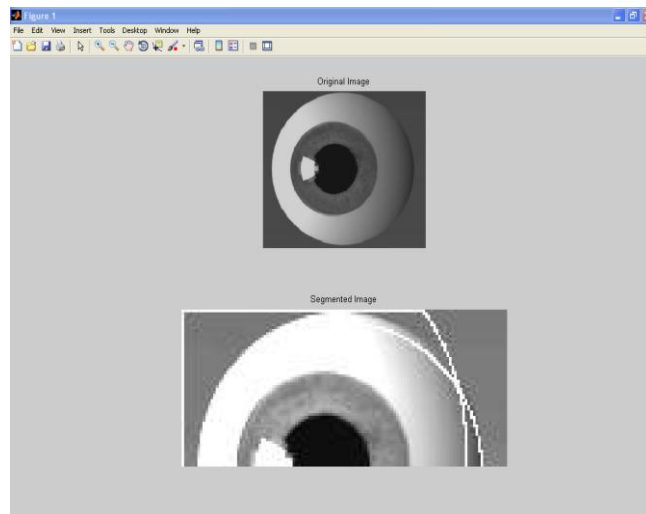 Figure 1
File Edit View Insert Tools Desktop Window Help
Original Image
Segmented Image